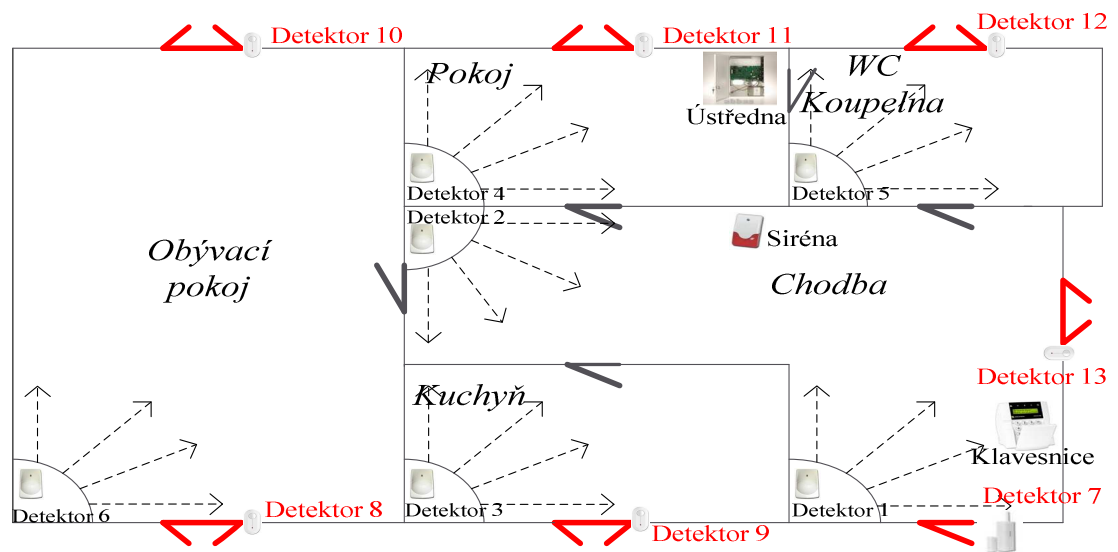 Detektor 10
Detektor 11
Detektor 12
Pokoj
WC
Koupeľna
Ústředna
Detektor 4
Detektor 5
Detektor 2
Siréna
Obývací
pokoj
Chodba
Detektor 13
Kuchyň
Klavesnice
Detektor 7
Detektor 6
Detektor 8
Detektor 3
Detektor 9
Detektor 1